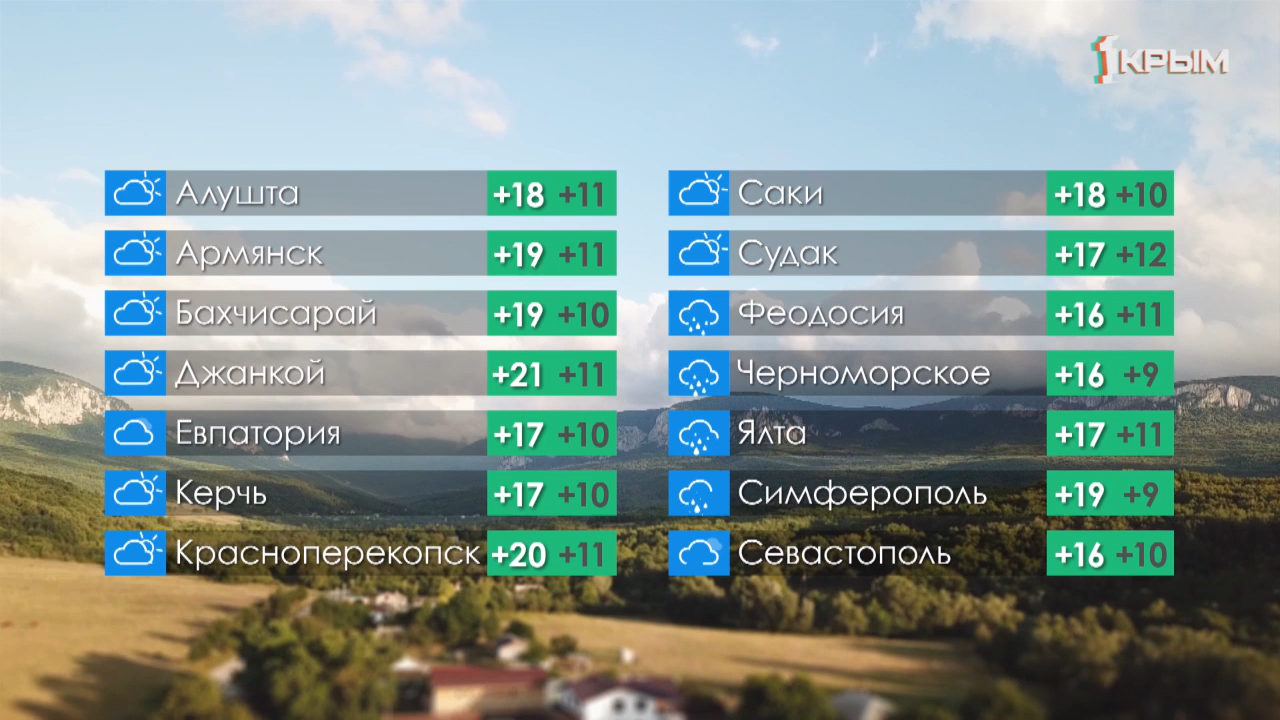 1 КРЫМ
Алушта +18 +11
Армянск +19 +11
Бахчисарай +19 +10
Джанкой +21 +11
Евпатория +17 +10
Керчь +17 +10
Красноперекопск +20 +11
Саки +18 +10
Судак +17 +12
Феодосия +16 +11
Черноморское +16 +9
Ялта +17 +11
Симферополь +19 +9
Севастополь +16 +10